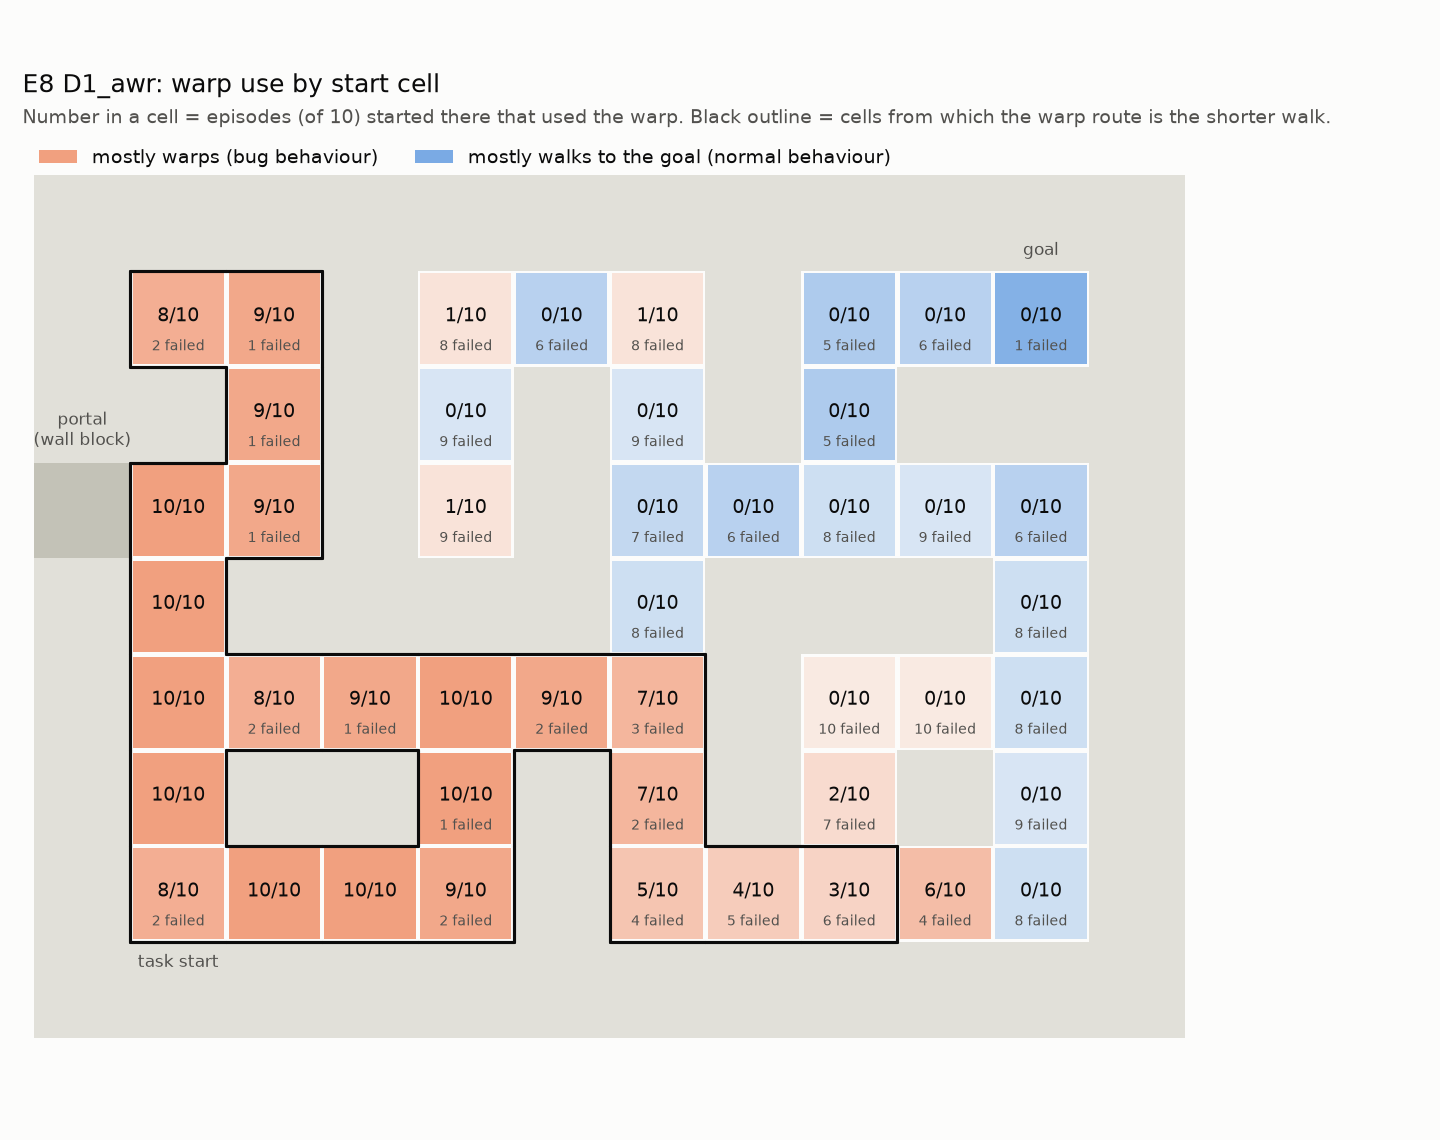 E8 D1_awr: warp use by start cell
Number in a cell = episodes (of 10) started there that used the warp. Black outline = cells from which the warp route is the shorter walk.
mostly warps (bug behaviour) mostly walks to the goal (normal behaviour)
goal
8/10 9/10 1/10 0/10 1/10 0/10 0/10 0/10
2 failed 1 failed 8 failed 6 failed 8 failed 5 failed 6 failed 1 failed
portal
(wall block)
9/10 0/10 0/10 0/10
1 failed 9 failed 9 failed 5 failed
10/10 9/10 1/10 0/10 0/10 0/10 0/10 0/10
1 failed 9 failed 7 failed 6 failed 8 failed 9 failed 6 failed
10/10 0/10 0/10
8 failed 8 failed
10/10 8/10 9/10 10/10 9/10 7/10 0/10 0/10 0/10
2 failed 1 failed 2 failed 3 failed 10 failed 10 failed 8 failed
10/10 10/10 7/10 2/10 0/10
1 failed 2 failed 7 failed 9 failed
8/10 10/10 10/10 9/10 5/10 4/10 3/10 6/10 0/10
2 failed 2 failed 4 failed 5 failed 6 failed 4 failed 8 failed
task start